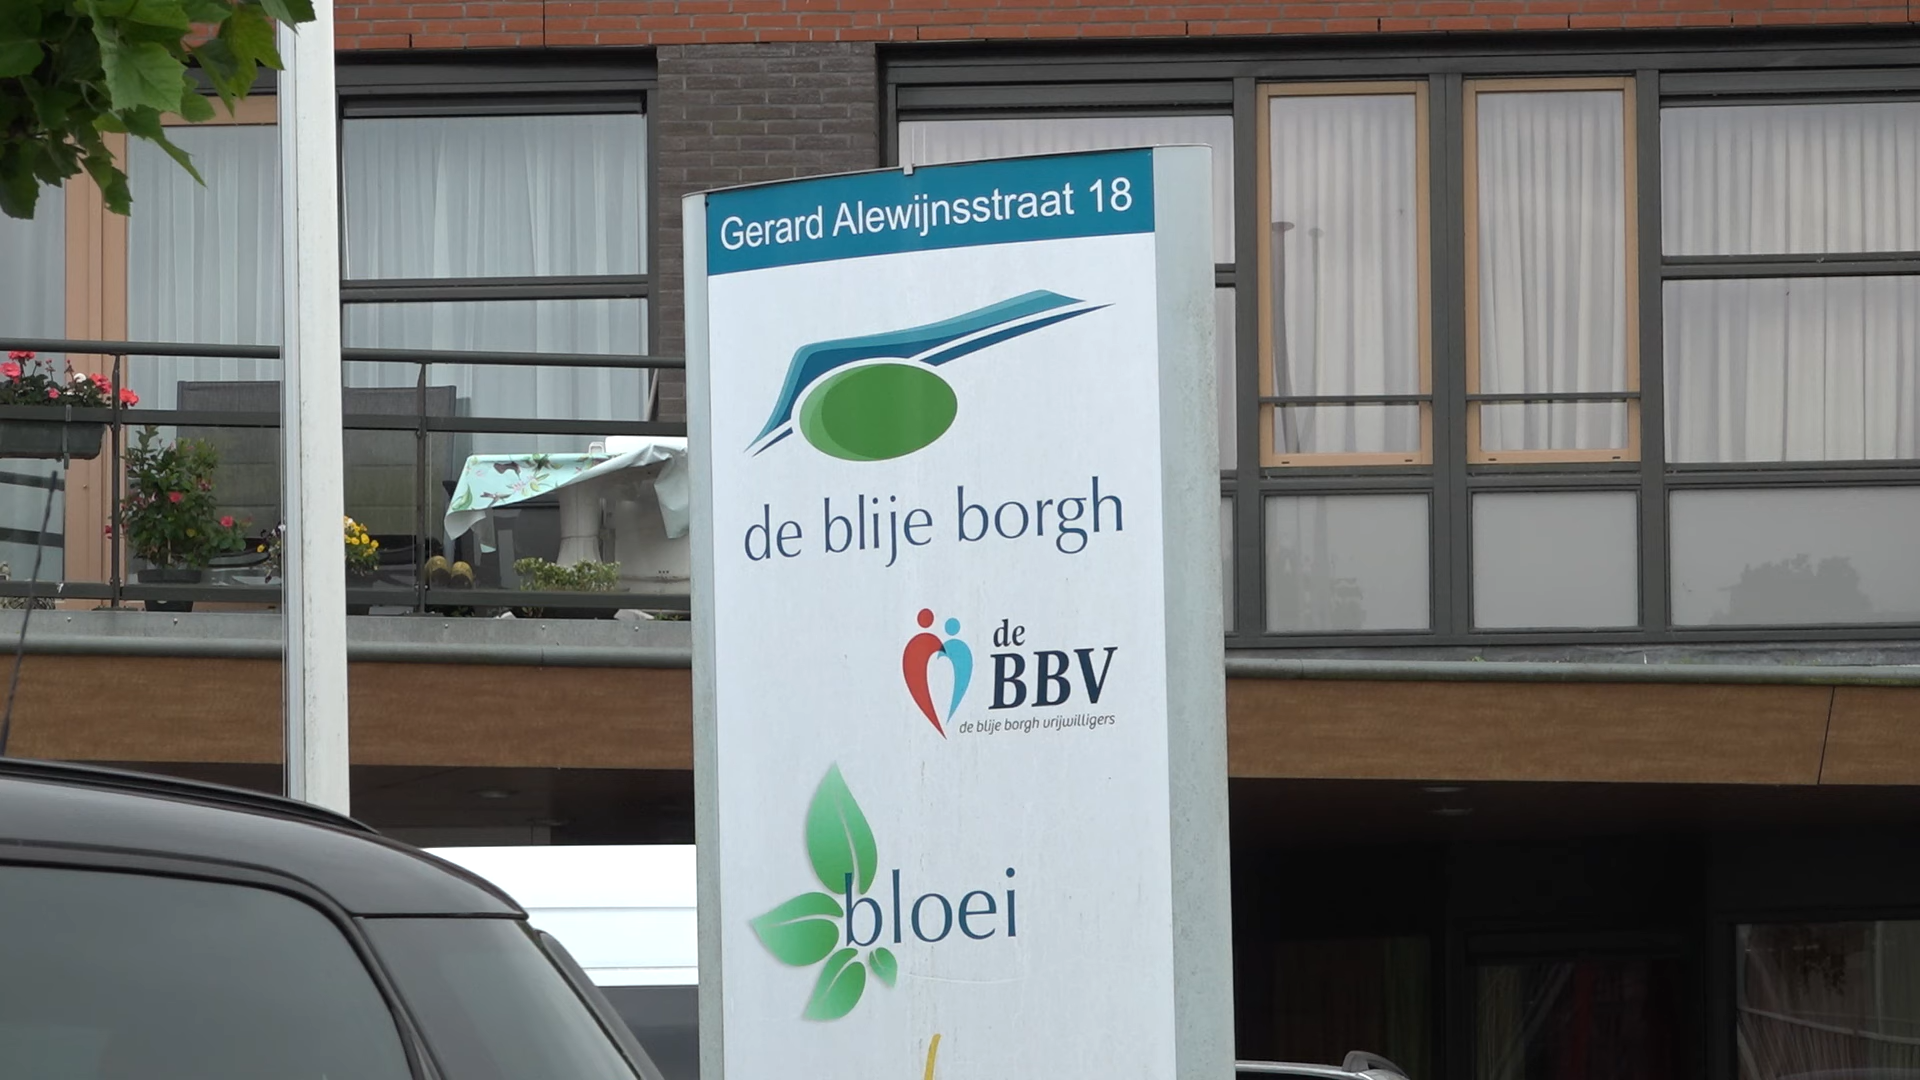 Gerard Alewijnsstraat 18
de blije borgh
de
BBV
de blije borgh vrijwilligers
bloei